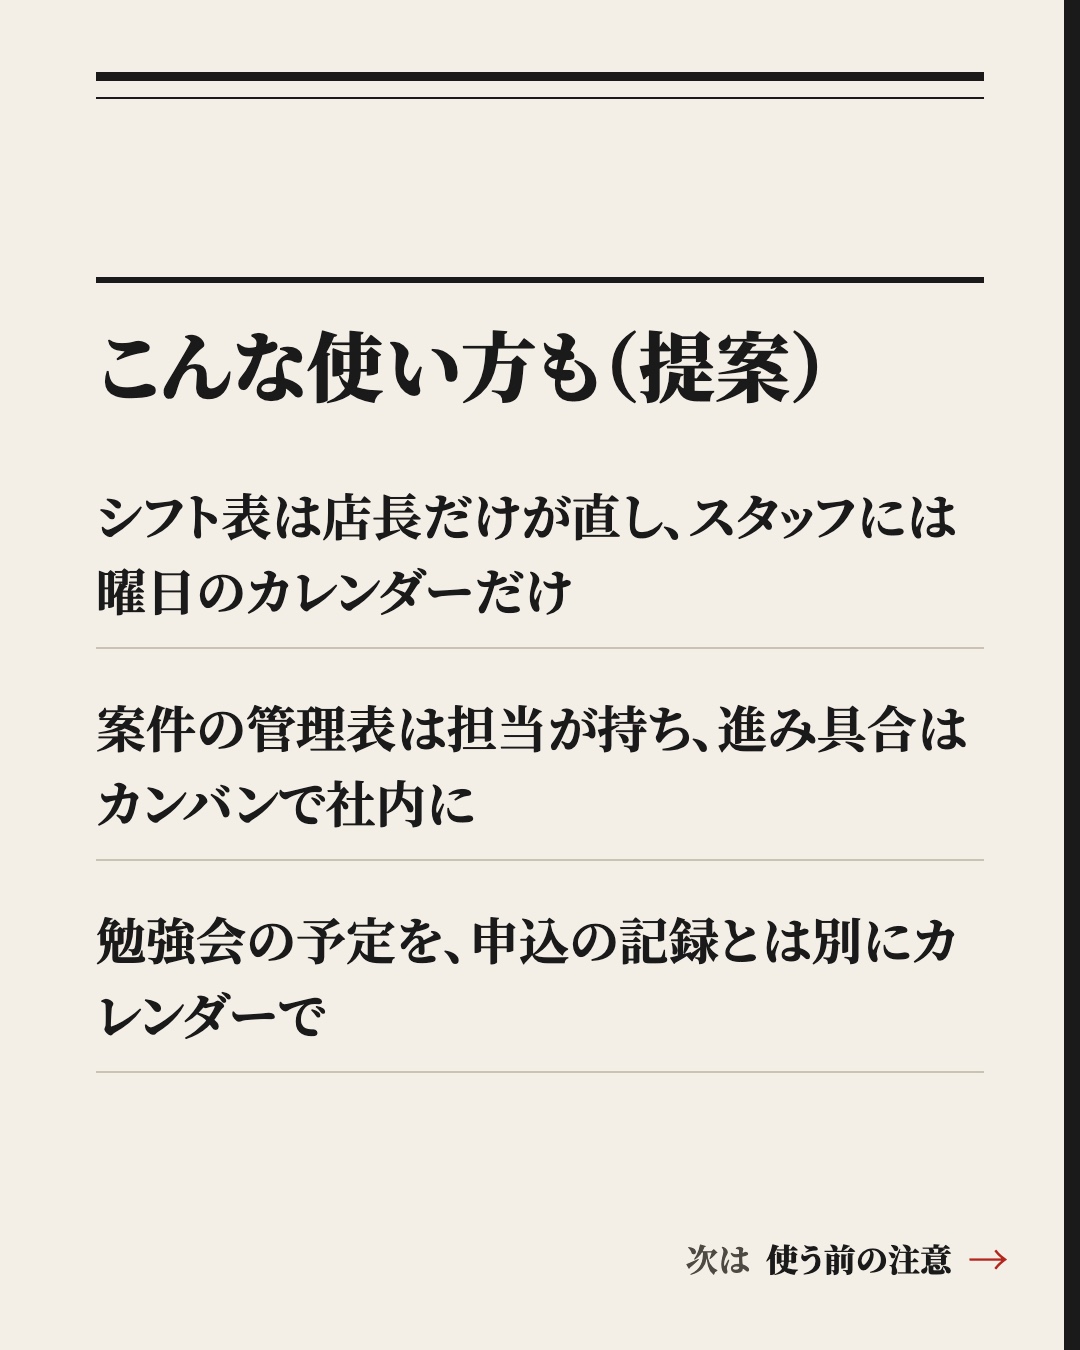 こんな使い方も(提案)
シフト表は店長だけが直し、スタッフには
曜日のカレンダーだけ
案件の管理表は担当が持ち、進み具合は
カンバンで社内に
勉強会の予定を、申込の記録とは別にカ
レンダーで
次は 使う前の注意 →